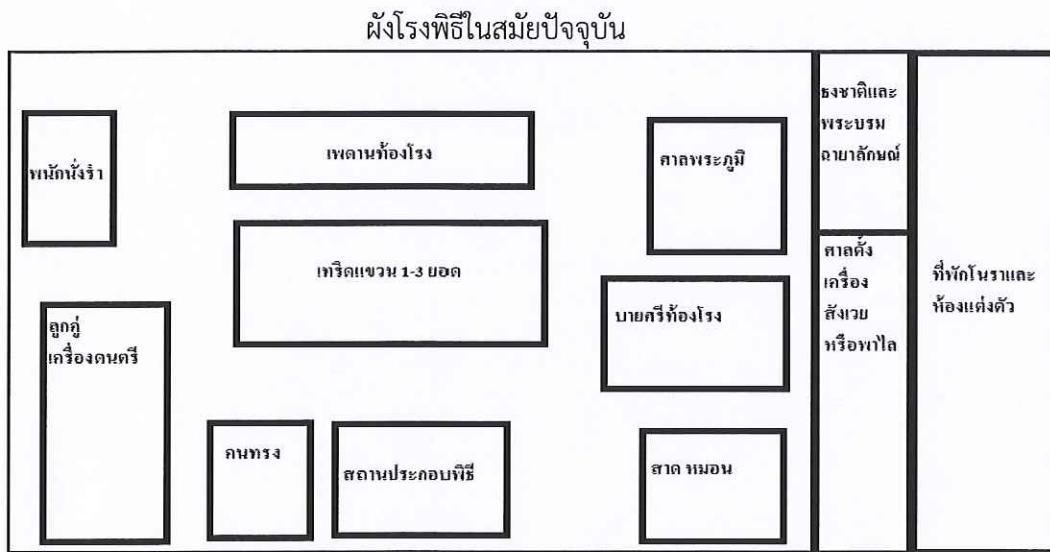 ผังโรงพิธีในสมัยปัจจุบัน
พนักนั่งรำ
เพดานท้องโรง
ศาลพระภูมิ
ธงชาติและ
พระบรม
ฉายาลักษณ์
เทริดแขวน 1-3 ยอด
บายศรีท้องโรง
ศาลตั้ง
เครื่อง
สังเวย
หรือพาไล
ที่พักโนราและ
ห้องแต่งตัว
ลูกคู่
เครื่องดนตรี
คนทรง
สถานประกอบพิธี
สาด หมอน